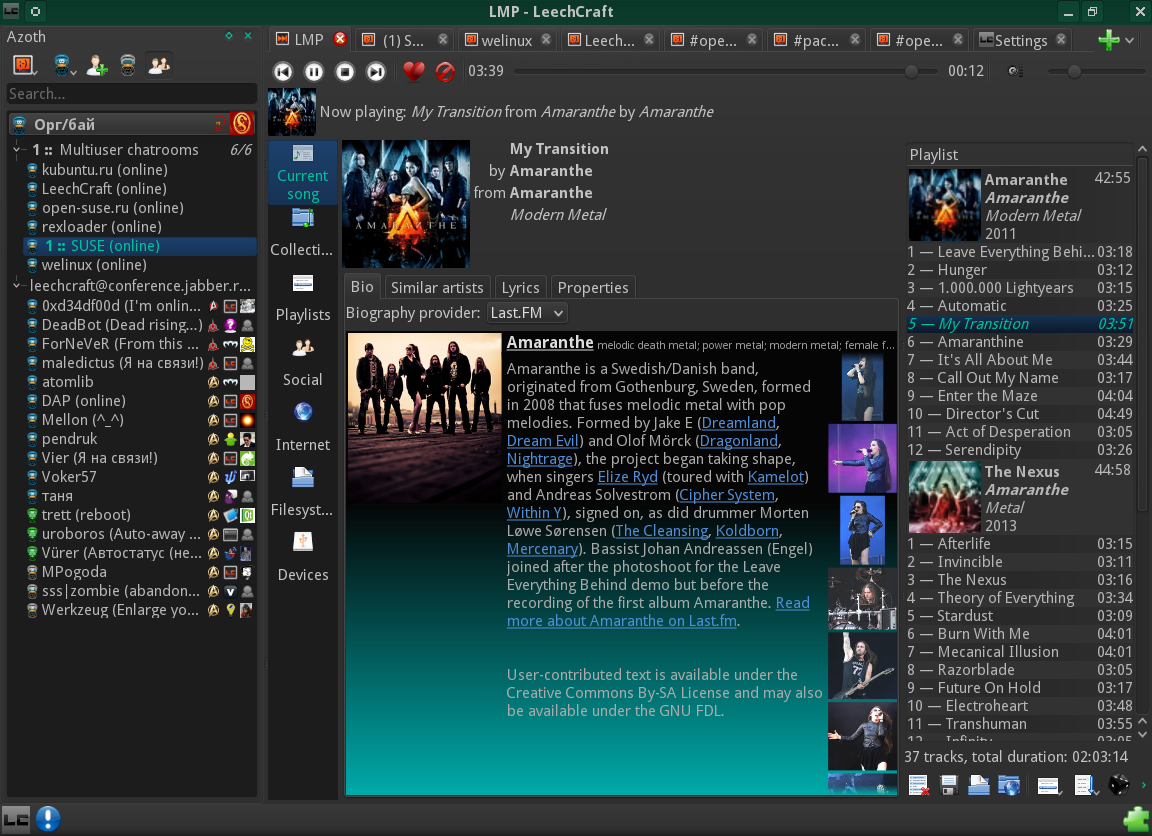 LMP - LeechCraft
Azoth
LMP
(1) S...
welinux
Leech...
#ope...
#pac...
#ope...
Settings
03:39
00:12
Search...
Now playing: My Transition from Amaranthe by Amaranthe
Орг/бай
1 :: Multiuser chatrooms 6/6
kubuntu.ru (online)
LeechCraft (online)
open-suse.ru (online)
rexloader (online)
1 :: SUSE (online)
welinux (online)
leechcraft@conference.jabber.r...
0xd34df00d (I'm onlin...
DeadBot (Dead rising...)
ForNeVeR (From this ...
maledictus (Я на связи!)
atomlib
DAP (online)
Mellon (^_^)
pendruk
Vier (Я на связи!)
Voker57
таня
trett (reboot)
uroboros (Auto-away ...
Vürer (Автостатус (не...
MPogoda
sss|zombie (abandon...
Werkzeug (Enlarge yo...
Current
song
Collecti...
Playlists
Social
Internet
Filesyst...
Devices
AMARANTHE
My Transition
by Amaranthe
from Amaranthe
Modern Metal
Bio
Similar artists
Lyrics
Properties
Biography provider: Last.FM
Amaranthe melodic death metal; power metal; modern metal; female f...
Amaranthe is a Swedish/Danish band,
originated from Gothenburg, Sweden, formed
in 2008 that fuses melodic metal with pop
melodies. Formed by Jake E (Dreamland,
Dream Evil) and Olof Mörck (Dragonland,
Nightrage), the project began taking shape,
when singers Elize Ryd (toured with Kamelot)
and Andreas Solvestrom (Cipher System,
Within Y), signed on, as did drummer Morten
Løwe Sørensen (The Cleansing, Koldborn,
Mercenary). Bassist Johan Andreassen (Engel)
joined after the photoshoot for the Leave
Everything Behind demo but before the
recording of the first album Amaranthe. Read
more about Amaranthe on Last.fm.
User-contributed text is available under the
Creative Commons By-SA License and may also
be available under the GNU FDL.
Playlist
Amaranthe 42:55
Amaranthe
Modern Metal
2011
1 — Leave Everything Behi... 03:18
2 — Hunger 03:12
3 — 1.000.000 Lightyears 03:15
4 — Automatic 03:25
5 — My Transition 03:51
6 — Amaranthine 03:29
7 — It's All About Me 03:44
8 — Call Out My Name 03:17
9 — Enter the Maze 04:04
10 — Director's Cut 04:49
11 — Act of Desperation 03:05
12 — Serendipity 03:26
The Nexus 44:58
Amaranthe
Metal
2013
1 — Afterlife 03:15
2 — Invincible 03:11
3 — The Nexus 03:16
4 — Theory of Everything 03:34
5 — Stardust 03:09
6 — Burn With Me 04:01
7 — Mecanical Illusion 04:01
8 — Razorblade 03:05
9 — Future On Hold 03:17
10 — Electroheart 03:48
11 — Transhuman 03:55
12 — Infinity 03:05
37 tracks, total duration: 02:03:14
LC